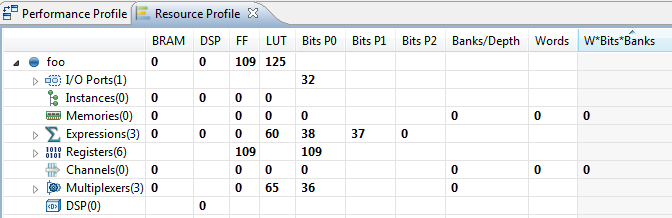 Performance Profile Resource Profile
BRAM DSP FF LUT Bits P0 Bits P1 Bits P2 Banks/Depth Words W*Bits*Banks
foo 0 0 109 125
I/O Ports(1) 32
Instances(0) 0 0 0 0
Memories(0) 0 0 0 0 0 0 0
Expressions(3) 0 0 0 60 38 37 0
Registers(6) 109 109
Channels(0) 0 0 0 0 0 0 0
Multiplexers(3) 0 0 65 36 0
DSP(0) 0